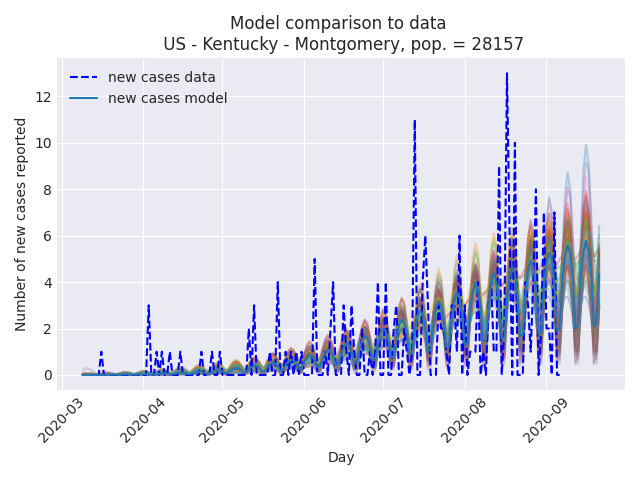 Model comparison to data
US - Kentucky - Montgomery, pop. = 28157
new cases data
new cases model
Number of new cases reported
12
10
8
6
4
2
0
2020-03
2020-04
2020-05
2020-06
2020-07
2020-08
2020-09
Day